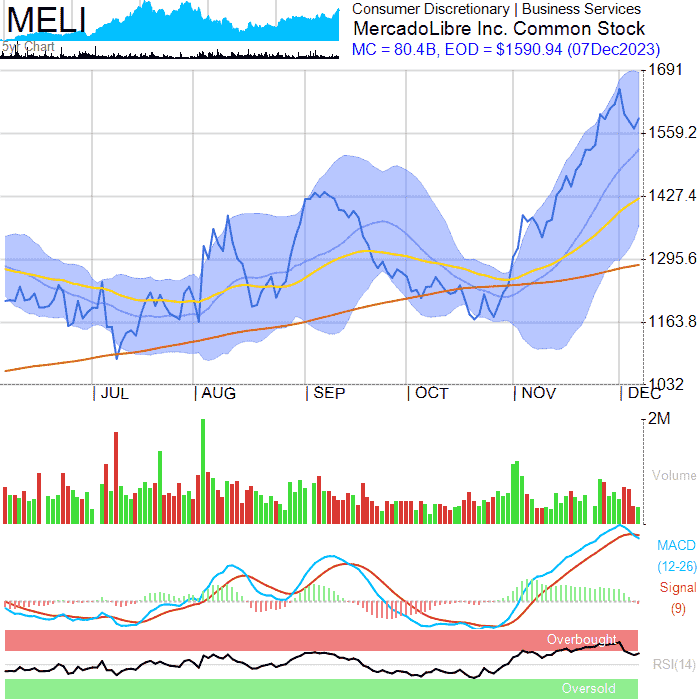 MELI
5yr Chart
Consumer Discretionary | Business Services
MercadoLibre Inc. Common Stock
MC = 80.4B, EOD = $1590.94 (07Dec2023)
1691
1559.2
1427.4
1295.6
1163.8
1032
JUL AUG SEP OCT NOV DEC
2M
Volume
MACD
(12-26)
Signal
(9)
Overbought
RSI(14)
Oversold